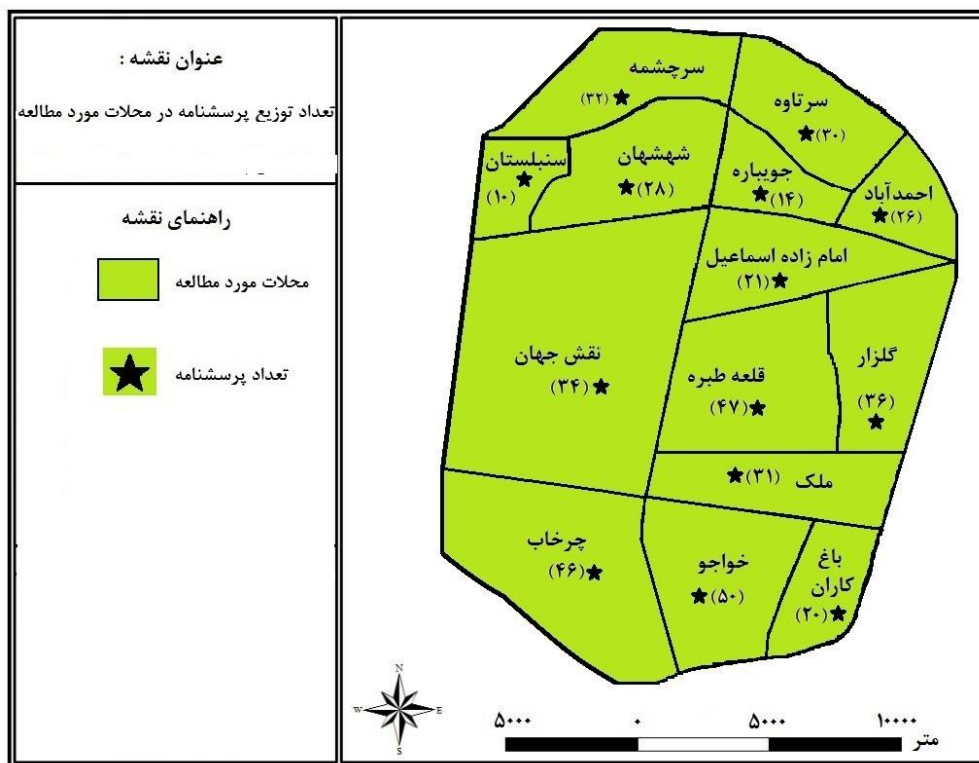 عنوان نقشه :
تعداد توزیع پرسشنامه در محلات مورد مطالعه
راهنمای نقشه
محلات مورد مطالعه
تعداد پرسشنامه
سرچشمه
(۳۲)
سرتاوه
(۳۰)
سنبلستان
(۱۰)
شهشهان
(۲۸)
جویباره
(۱۴)
احمدآباد
(۲۶)
امام زاده اسماعیل
(۲۱)
نقش جهان
(۳۴)
قلعه طبره
(۴۷)
گلزار
(۳۶)
ملک
(۳۱)
چرخاب
(۴۶)
خواجو
(۵۰)
باغ
کاران
(۲۰)
N
W E
S
۵۰۰۰ ۰ ۵۰۰۰ ۱۰۰۰۰
متر